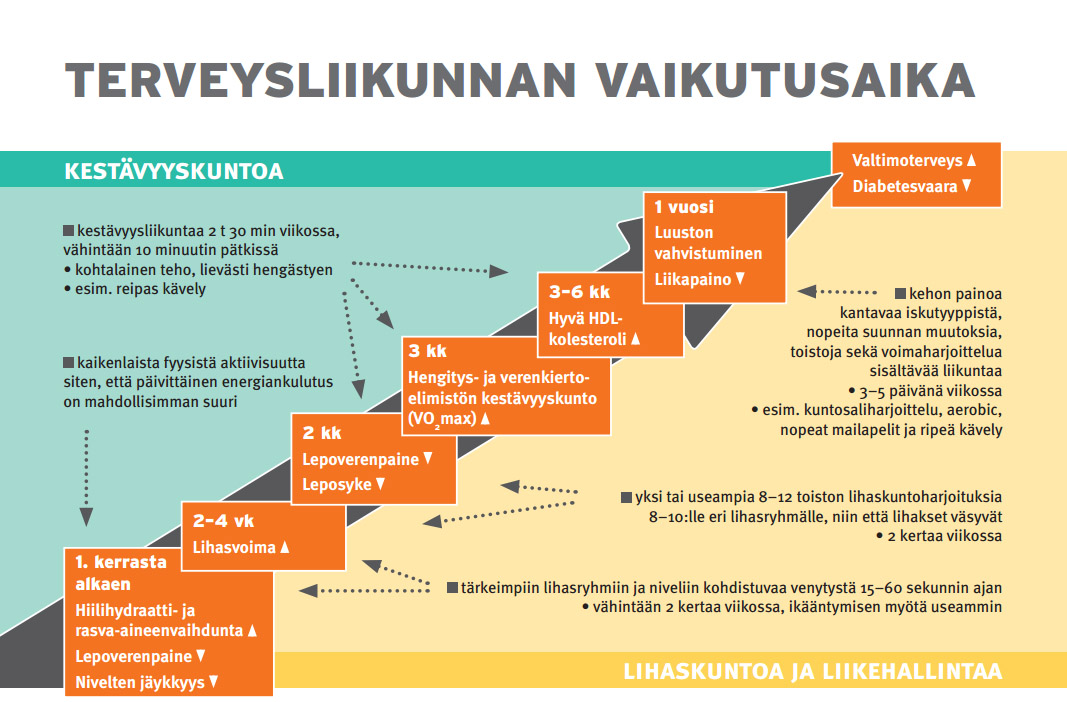 TERVEYSLIIKUNNAN VAIKUTUSAIKA
KESTÄVYYSKUNTOA
■ kestävyysliikuntaa 2 t 30 min viikossa,
vähintään 10 minuutin pätkissä
• kohtalainen teho, lievästi hengästyen
• esim. reipas kävely
■ kaikenlaista fyysistä aktiivisuutta
siten, että päivittäinen energiankulutus
on mahdollisimman suuri
Valtimoterveys ▲
Diabetesvaara ▼
1 vuosi
Luuston
vahvistuminen
Liikapaino ▼
3–6 kk
Hyvä HDL-
kolesteroli ▲
3 kk
Hengitys- ja verenkierto-
elimistön kestävyyskunto
(VO₂max) ▲
2 kk
Lepoverenpaine ▼
Leposyke ▼
2–4 vk
Lihasvoima ▲
1. kerrasta
alkaen
Hiilihydraatti- ja
rasva-aineenvaihdunta ▲
Lepoverenpaine ▼
Nivelten jäykkyys ▼
■ kehon painoa
kantavaa iskutyyppistä,
nopeita suunnan muutoksia,
toistoja sekä voimaharjoittelua
sisältävää liikuntaa
• 3–5 päivänä viikossa
• esim. kuntosaliharjoittelu, aerobic,
nopeat mailapelit ja ripeä kävely
■ yksi tai useampia 8–12 toiston lihaskuntoharjoituksia
8–10:lle eri lihasryhmälle, niin että lihakset väsyvät
• 2 kertaa viikossa
■ tärkeimpiin lihasryhmiin ja niveliin kohdistuvaa venytystä 15–60 sekunnin ajan
• vähintään 2 kertaa viikossa, ikääntymisen myötä useammin
LIHASKUNTOA JA LIIKEHALLINTAA